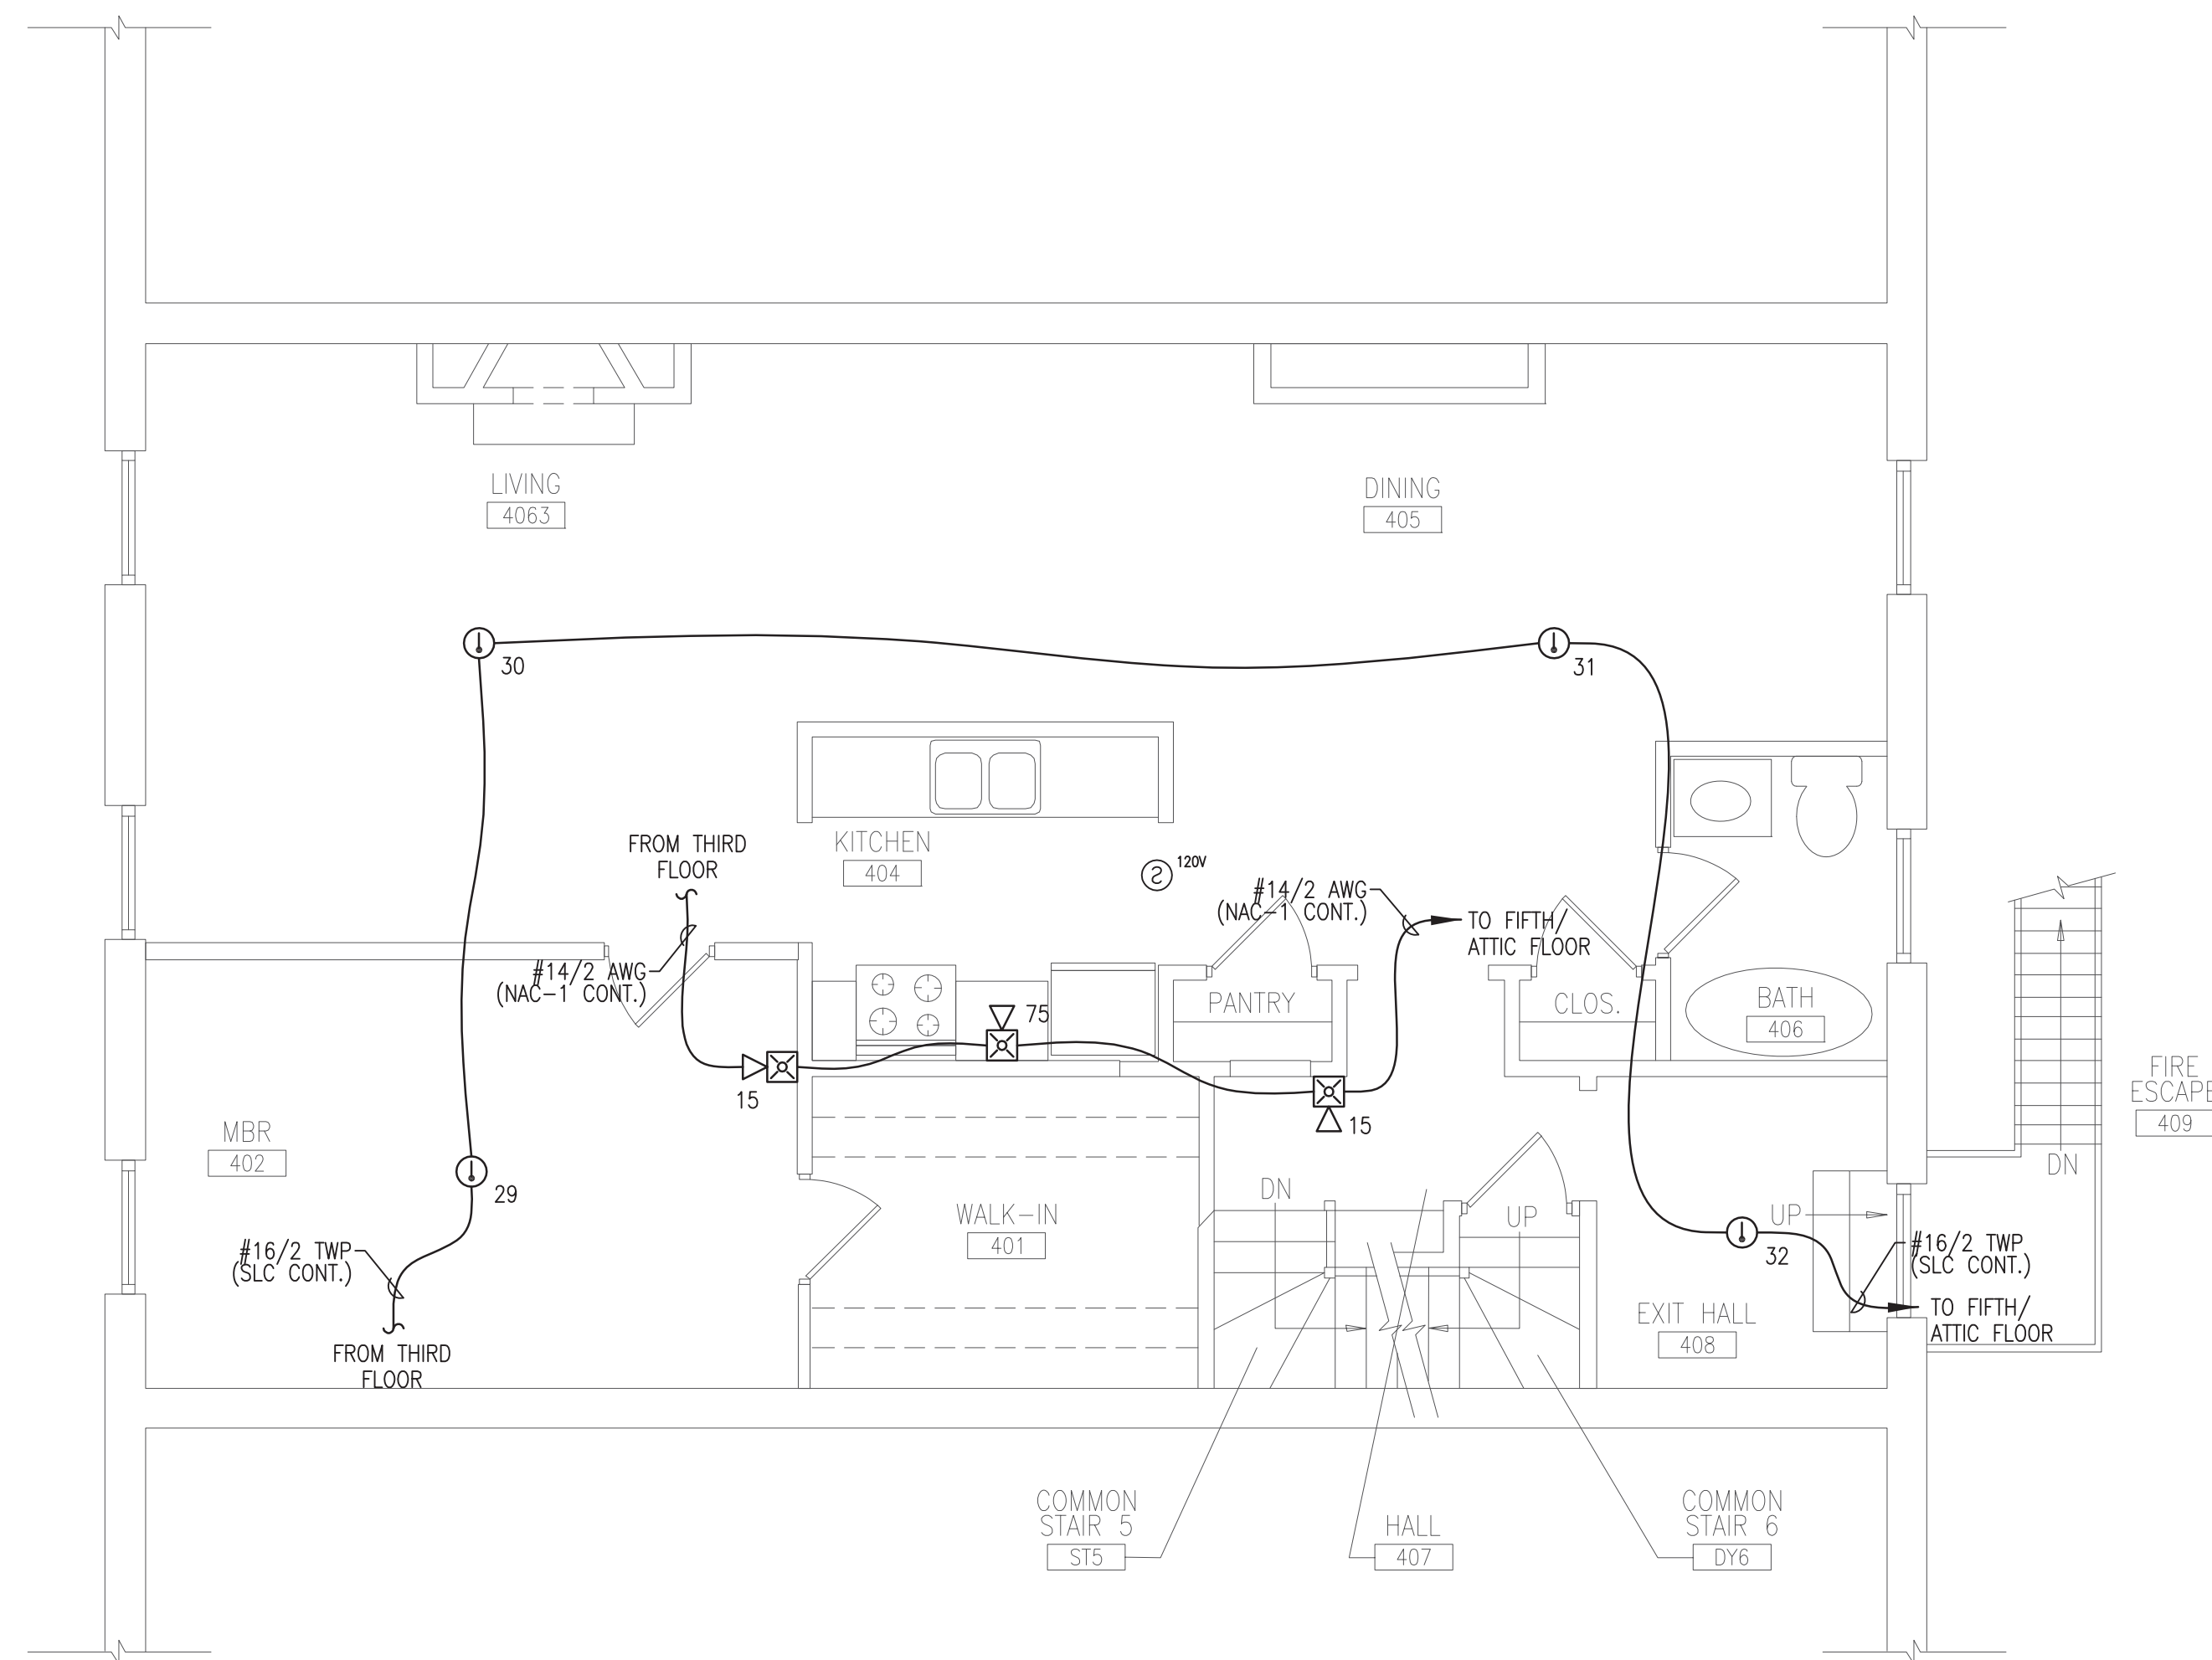 LIVING
4063
DINING
405
30
31
FROM THIRD
FLOOR
KITCHEN
404
120V
#14/2 AWG
(NAC-1 CONT.)
TO FIFTH/
ATTIC FLOOR
#14/2 AWG
(NAC-1 CONT.)
PANTRY
CLOS.
BATH
406
75
15
15
FIRE
ESCAPE
409
MBR
402
29
DN
UP
DN
UP
WALK-IN
401
#16/2 TWP
(SLC CONT.)
32
#16/2 TWP
(SLC CONT.)
EXIT HALL
408
TO FIFTH/
ATTIC FLOOR
FROM THIRD
FLOOR
COMMON
STAIR 5
ST5
HALL
407
COMMON
STAIR 6
DY6